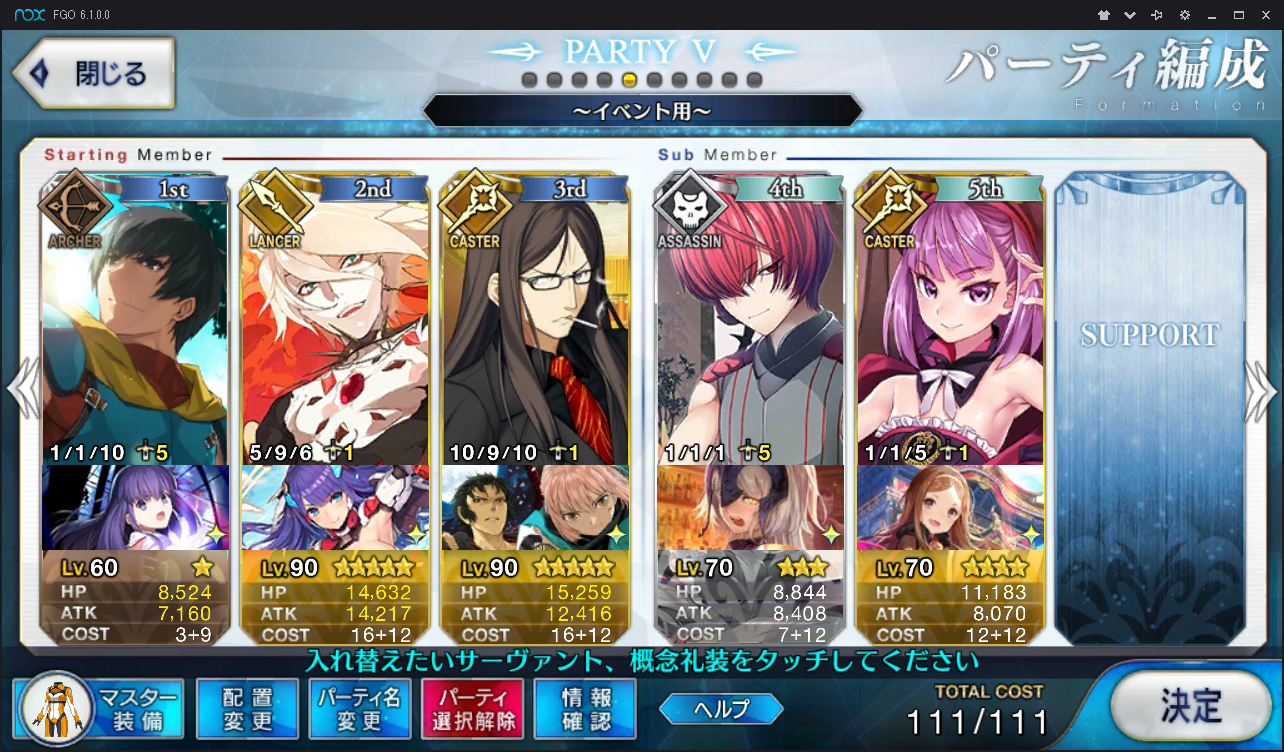 nox FGO 6.1.0.0
閉じる
PARTY V
パーティ編成
Formation
～イベント用～
Starting Member
Sub Member
1st
2nd
3rd
4th
5th
ARCHER
LANCER
CASTER
ASSASSIN
CASTER
SUPPORT
1/1/10 5
5/9/6 1
10/9/10 1
1/1/1 5
1/1/5 1
Lv.60
HP 8,524
ATK 7,160
COST 3+9
Lv.90
HP 14,632
ATK 14,217
COST 16+12
Lv.90
HP 15,259
ATK 12,416
COST 16+12
Lv.70
HP 8,844
ATK 8,408
COST 7+12
Lv.70
HP 11,183
ATK 8,070
COST 12+12
入れ替えたいサーヴァント、概念礼装をタッチしてください
マスター
装備
配置
変更
パーティ名
変更
パーティ
選択解除
情報
確認
ヘルプ
TOTAL COST
111/111
決定